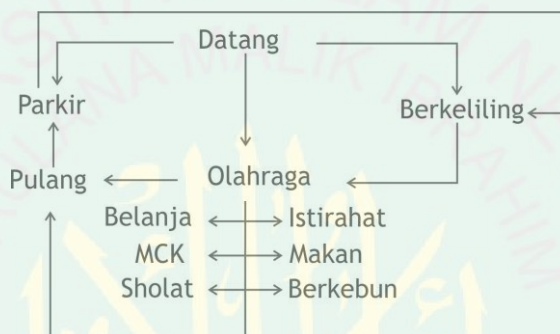 Datang
Parkir
Berkeliling
Pulang Olahraga
Belanja Istirahat
MCK Makan
Sholat Berkebun